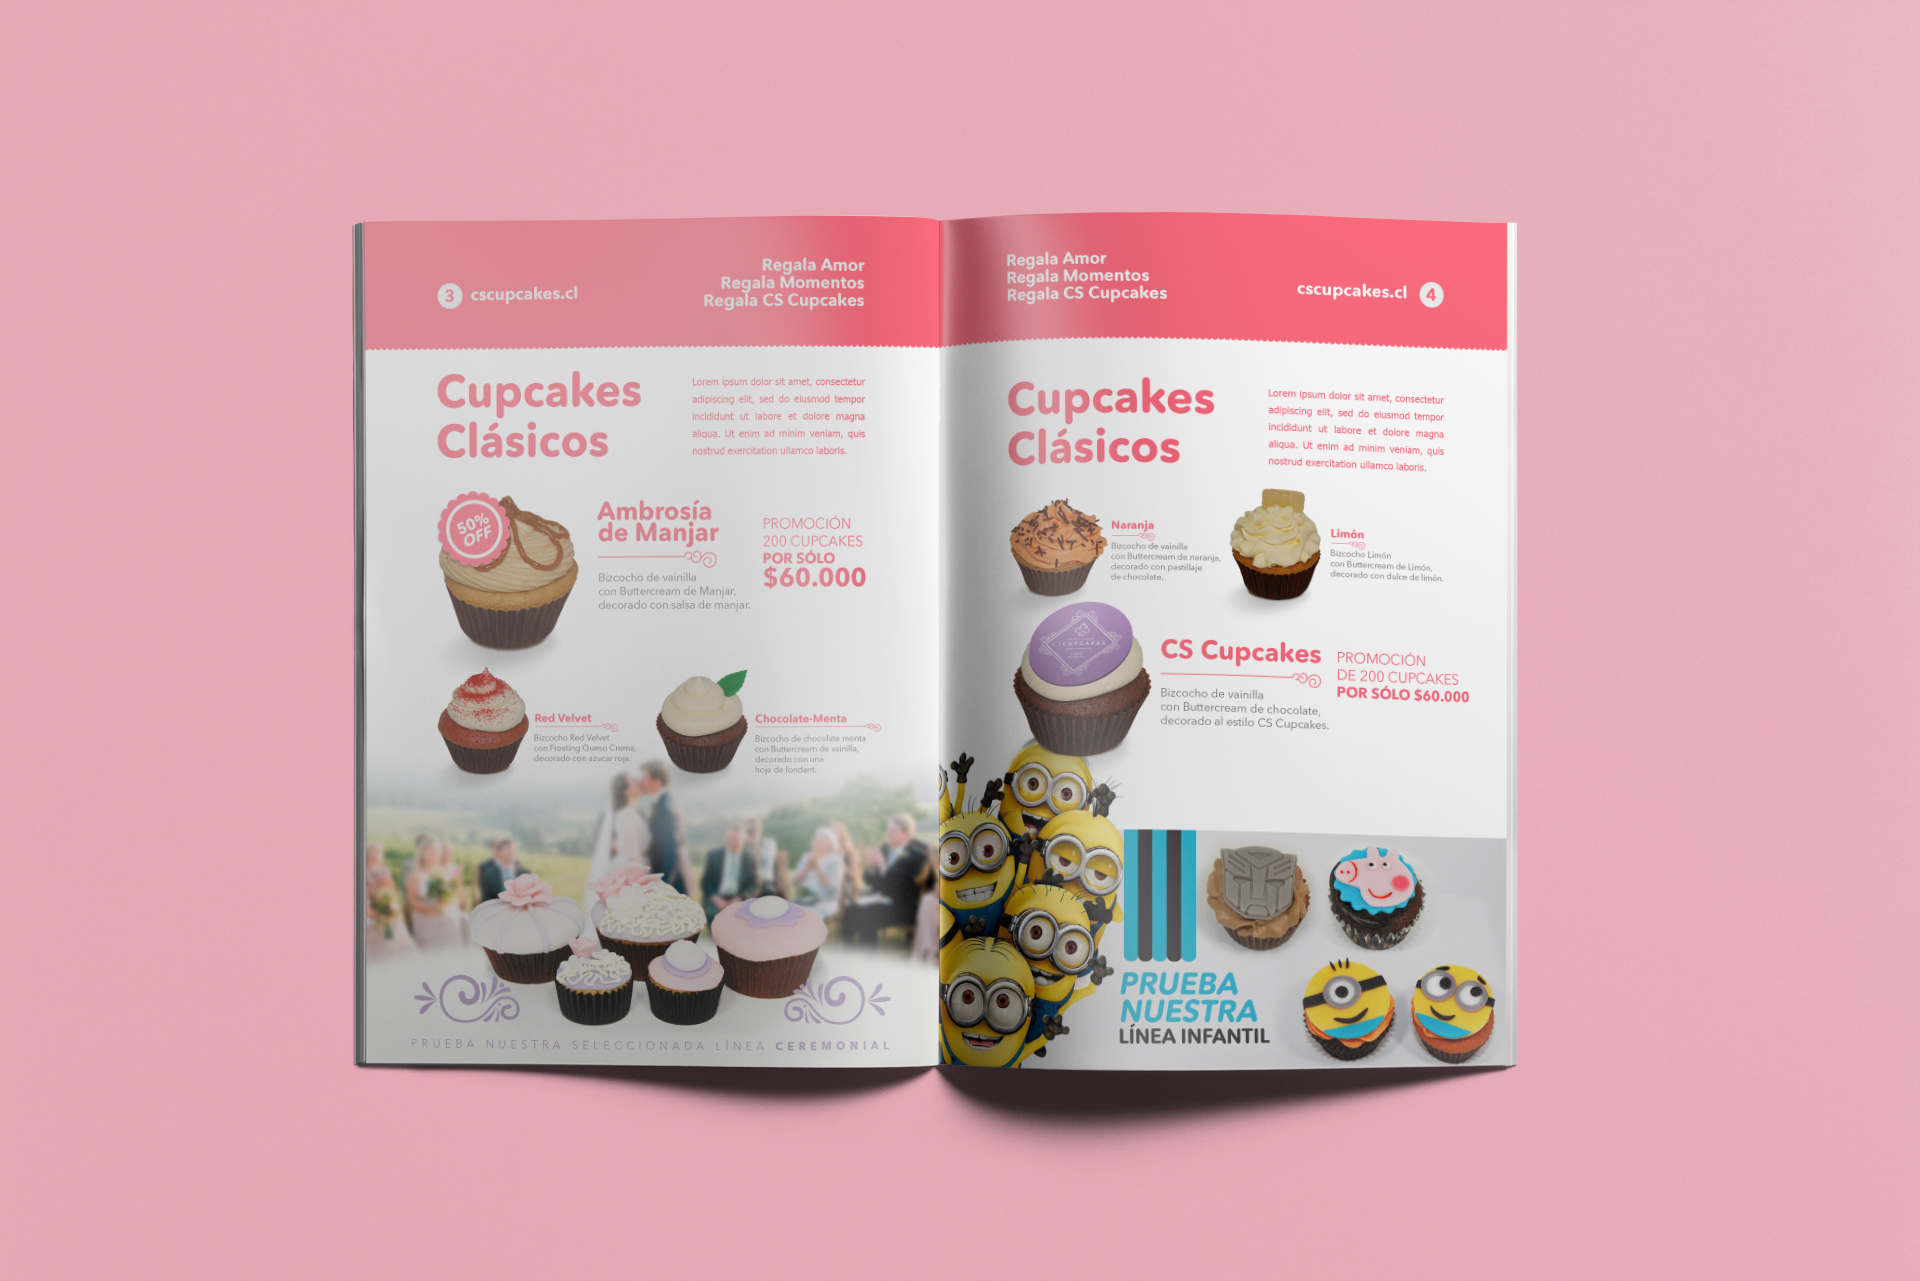 3 cscupcakes.cl
Regala Amor
Regala Momentos
Regala CS Cupcakes
Cupcakes
Clásicos
Lorem ipsum dolor sit amet, consectetur
adipiscing elit, sed do eiusmod tempor
incididunt ut labore et dolore magna
aliqua. Ut enim ad minim veniam, quis
nostrud exercitation ullamco laboris.
50%
OFF
Ambrosía
de Manjar
Bizcocho de vainilla
con Buttercream de Manjar,
decorado con salsa de manjar.
PROMOCIÓN
200 CUPCAKES
POR SÓLO
$60.000
Red Velvet
Bizcocho Red Velvet
con Frosting Queso Crema,
decorado con azucar roja.
Chocolate-Menta
Bizcocho de chocolate menta
con Buttercream de vainilla,
decorado con una
hoja de fondant.
PRUEBA NUESTRA SELECCIONADA LÍNEA CEREMONIAL
Regala Amor
Regala Momentos
Regala CS Cupcakes
cscupcakes.cl 4
Cupcakes
Clásicos
Lorem ipsum dolor sit amet, consectetur
adipiscing elit, sed do eiusmod tempor
incididunt ut labore et dolore magna
aliqua. Ut enim ad minim veniam, quis
nostrud exercitation ullamco laboris.
Naranja
Bizcocho de vainilla
con Buttercream de naranja,
decorado con pastillaje
de chocolate.
Limón
Bizcocho Limón
con Buttercream de Limón,
decorado con dulce de limón.
CUPCAKES
CS Cupcakes
Bizcocho de vainilla
con Buttercream de chocolate,
decorado al estilo CS Cupcakes.
PROMOCIÓN
DE 200 CUPCAKES
POR SÓLO $60.000
PRUEBA
NUESTRA
LÍNEA INFANTIL